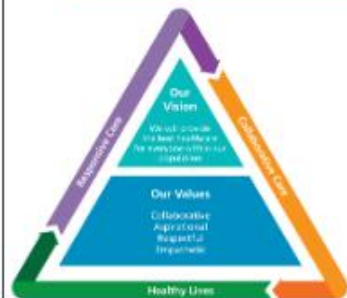 Our
Vision
We will provide
the best healthcare
for everyone within our
population
Responsive Care
Collaborative Care
Our Values
Collaborative
Aspirational
Respectful
Empathetic
Healthy Lives